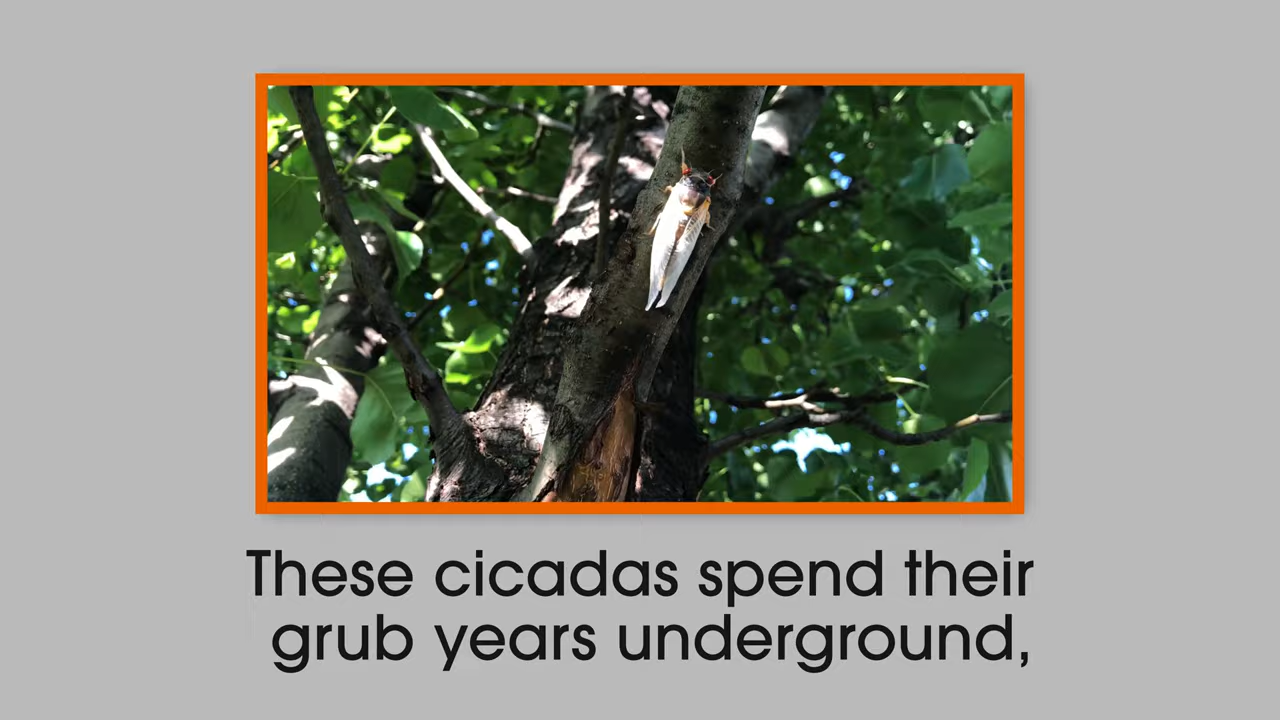 These cicadas spend their
grub years underground,